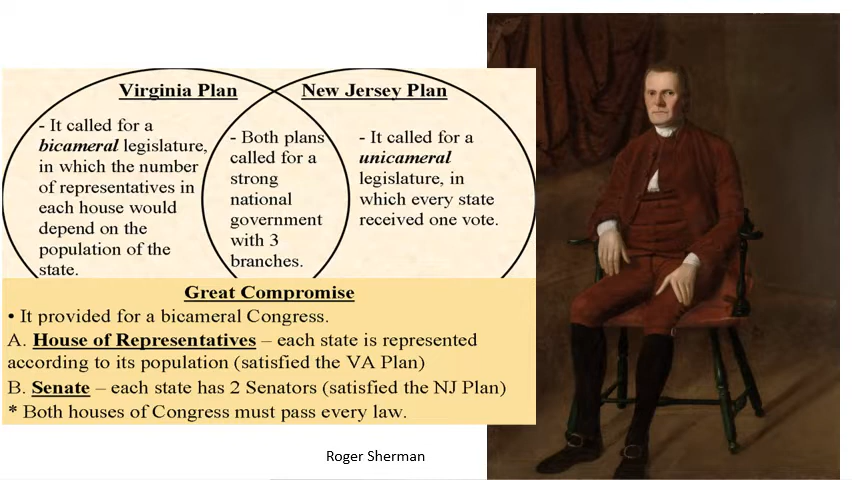 Virginia Plan
New Jersey Plan
- It called for a
bicameral legislature,
in which the number
of representatives in
each house would
depend on the
population of the
state.
- Both plans
called for a
strong
national
government
with 3
branches.
- It called for a
unicameral
legislature, in
which every state
received one vote.
Great Compromise
• It provided for a bicameral Congress.
A. House of Representatives – each state is represented
according to its population (satisfied the VA Plan)
B. Senate – each state has 2 Senators (satisfied the NJ Plan)
* Both houses of Congress must pass every law.
Roger Sherman